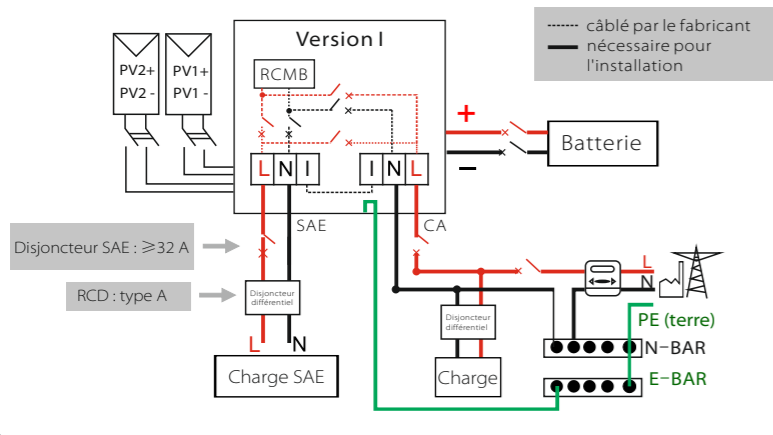 Version I
câblé par le fabricant
nécessaire pour
l'installation
PV2+
PV2 -
PV1+
PV1 -
RCMB
+
−
Batterie
L N I
I N L
SAE
CA
Disjoncteur SAE : ≥32 A
RCD : type A
Disjoncteur
différentiel
L N
Charge SAE
Disjoncteur
différentiel
Charge
L
N
PE (terre)
N-BAR
E-BAR